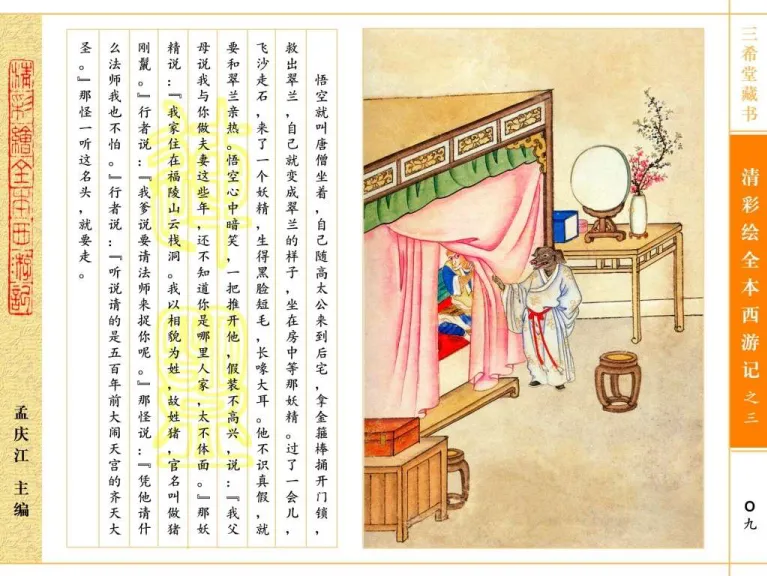 三希堂藏书
清彩绘全本西游记之三
〇九
悟空就叫唐僧坐着，自己随高太公来到后宅，拿金箍棒捅开门锁，
救出翠兰，自己就变成翠兰的样子，坐在房中等那妖精。过了一会儿，
飞沙走石，来了一个妖精，生得黑脸短毛，长喙大耳。他不识真假，就
要和翠兰亲热。悟空心中暗笑，一把推开他，假装不高兴，说：『我父
母说我与你做夫妻这些年，还不知道你是哪里人家，太不体面。』那妖
精说：『我家住在福陵山云栈洞。我以相貌为姓，故姓猪，官名叫做猪
刚鬣。』行者说：『我爹说要请法师来捉你呢。』那怪说：『凭他请什
么法师我也不怕。』行者说：『听说请的是五百年前大闹天宫的齐天大
圣。』那怪一听这名头，就要走。
清彩繪全本西游記
孟庆江 主编